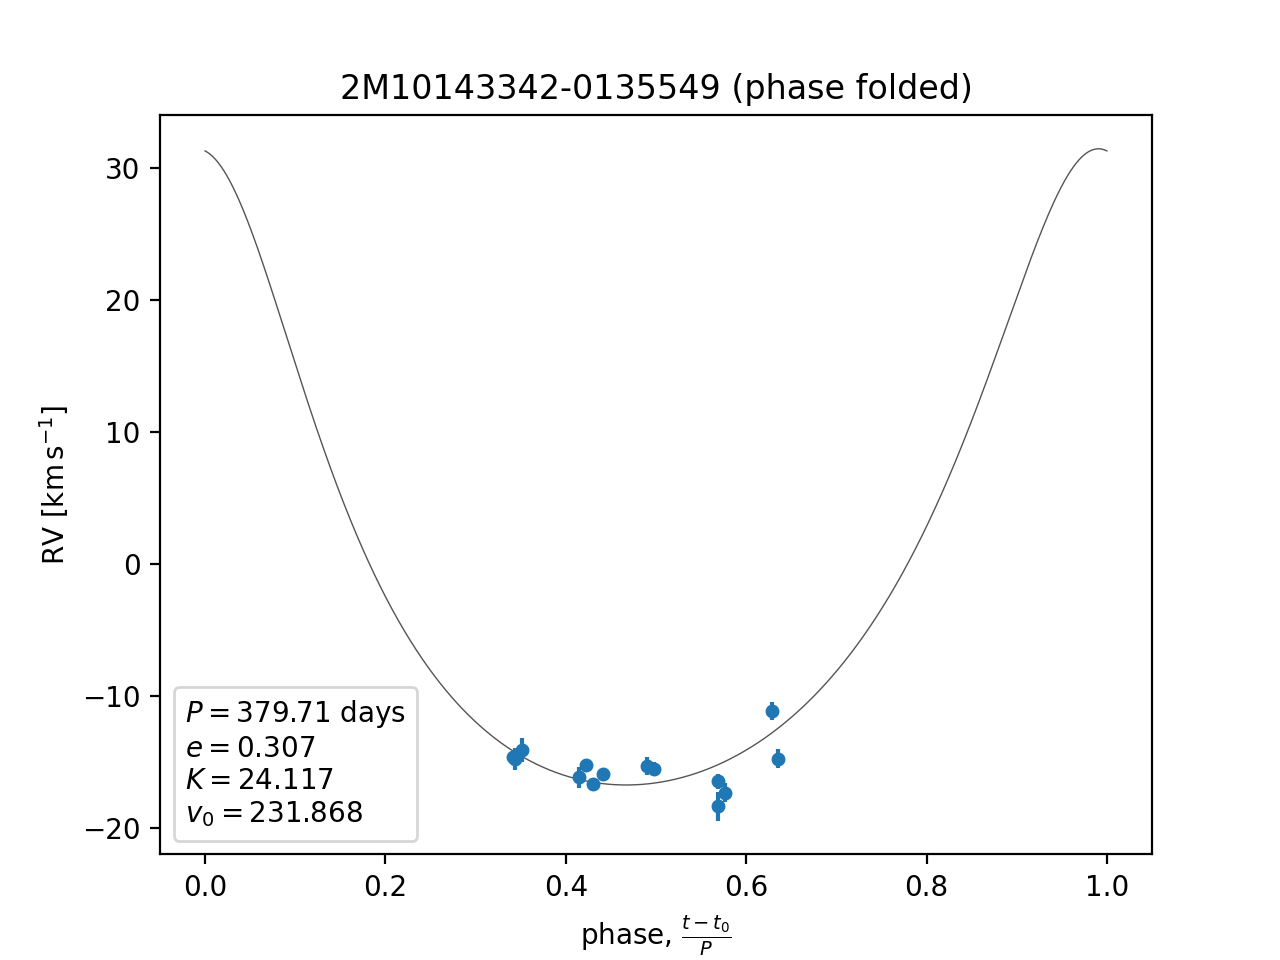 2M10143342-0135549 (phase folded)
30
20
10
0
−10
−20
RV [km s⁻¹]
P = 379.71 days
e = 0.307
K = 24.117
v₀ = 231.868
0.0 0.2 0.4 0.6 0.8 1.0
phase, (t − t₀)/P